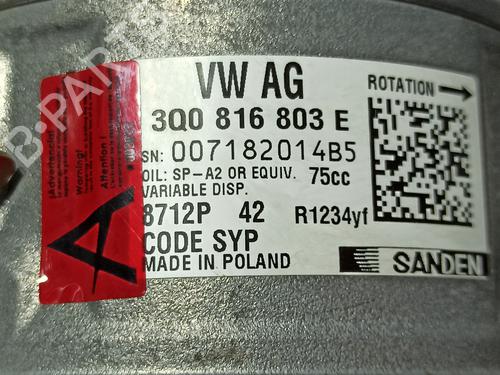 VW AG
ROTATION
3Q0 816 803 E
SN: 007182014B5
OIL: SP-A2 OR EQUIV. 75cc
VARIABLE DISP.
8712P 42 R1234yf
CODE SYP
MADE IN POLAND
SANDEN
¡Advertencia!
Warning!
Attention !
A
B-PARTS